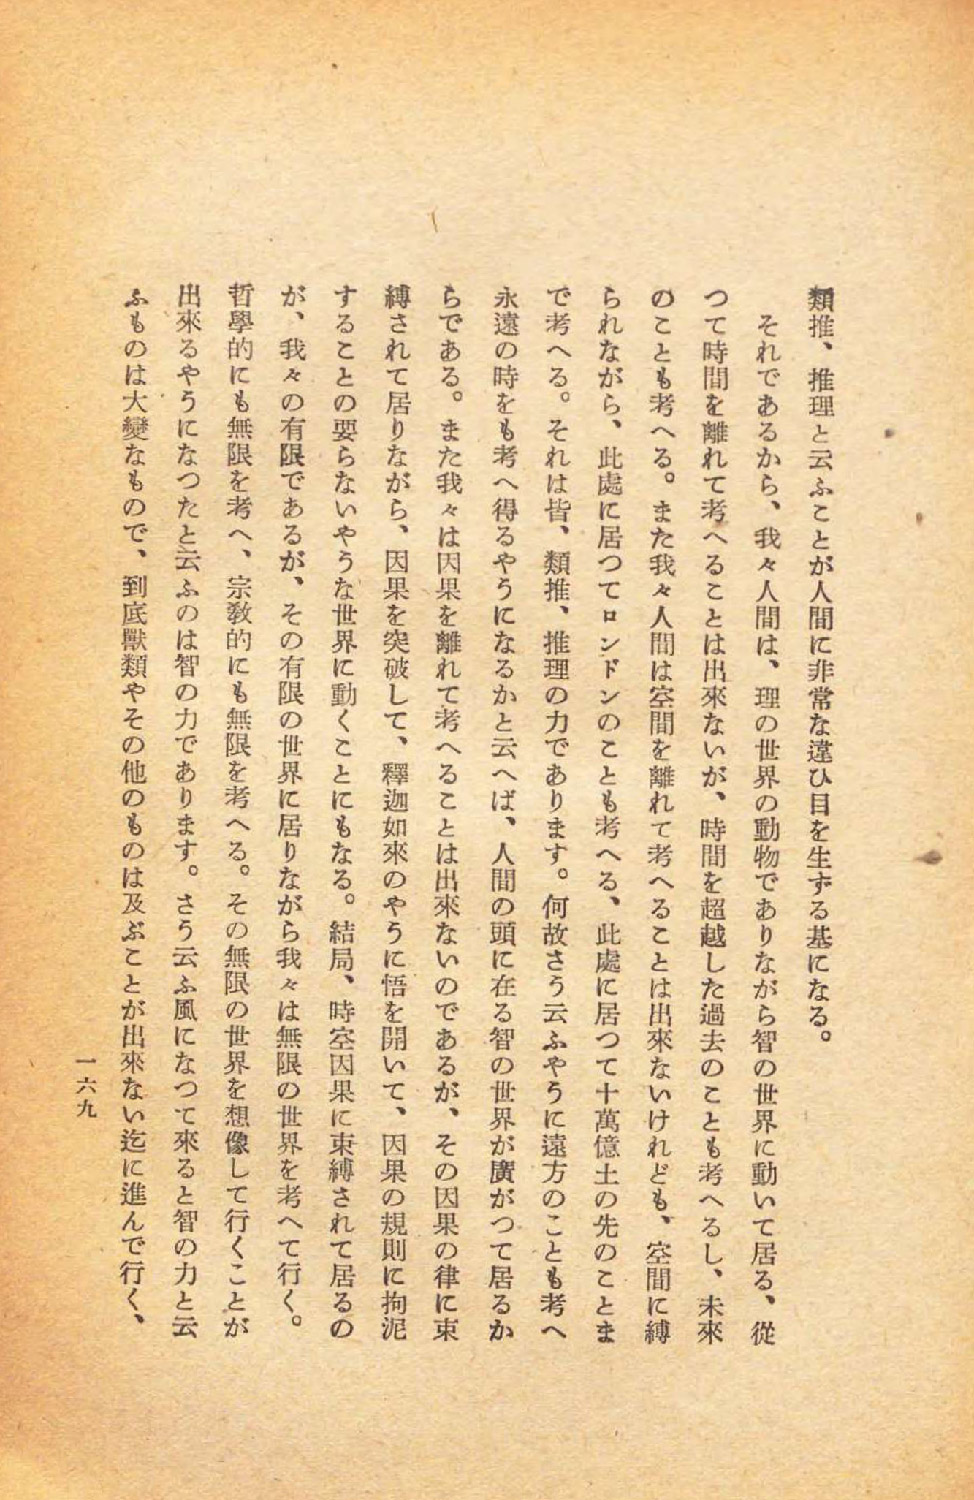 類推、推理と云ふことが人間に非常な違ひ目を生ずる基になる。
それであるから、我々人間は、理の世界の動物でありながら智の世界に動いて居る、從
つて時間を離れて考へることは出來ないが、時間を超越した過去のことも考へるし、未來
のことも考へる。また我々人間は空間を離れて考へることは出來ないけれども、空間に縛
られながら、此處に居つてロンドンのことも考へる、此處に居つて十萬億土の先のことま
で考へる。それは皆、類推、推理の力であります。何故さう云ふやうに遠方のことも考へ
永遠の時をも考へ得るやうになるかと云へば、人間の頭に在る智の世界が廣がつて居るか
らである。また我々は因果を離れて考へることは出來ないのであるが、その因果の律に束
縛されて居りながら、因果を突破して、釋迦如來のやうに悟を開いて、因果の規則に拘泥
することの要らないやうな世界に動くことにもなる。結局、時空因果に束縛されて居るの
が、我々の有限であるが、その有限の世界に居りながら我々は無限の世界を考へて行く。
哲學的にも無限を考へ、宗敎的にも無限を考へる。その無限の世界を想像して行くことが
出來るやうになつたと云ふのは智の力であります。さう云ふ風になつて來ると智の力と云
ふものは大變なもので、到底獸類やその他のものは及ぶことが出來ない迄に進んで行く、
一六九